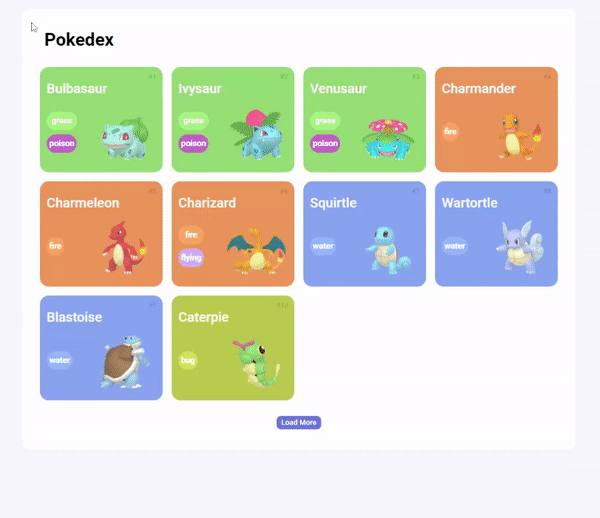 Pokedex
#1
Bulbasaur
grass
poison
#2
Ivysaur
grass
poison
#3
Venusaur
grass
poison
#4
Charmander
fire
#5
Charmeleon
fire
#6
Charizard
fire
flying
#7
Squirtle
water
#8
Wartortle
water
#9
Blastoise
water
#10
Caterpie
bug
Load More